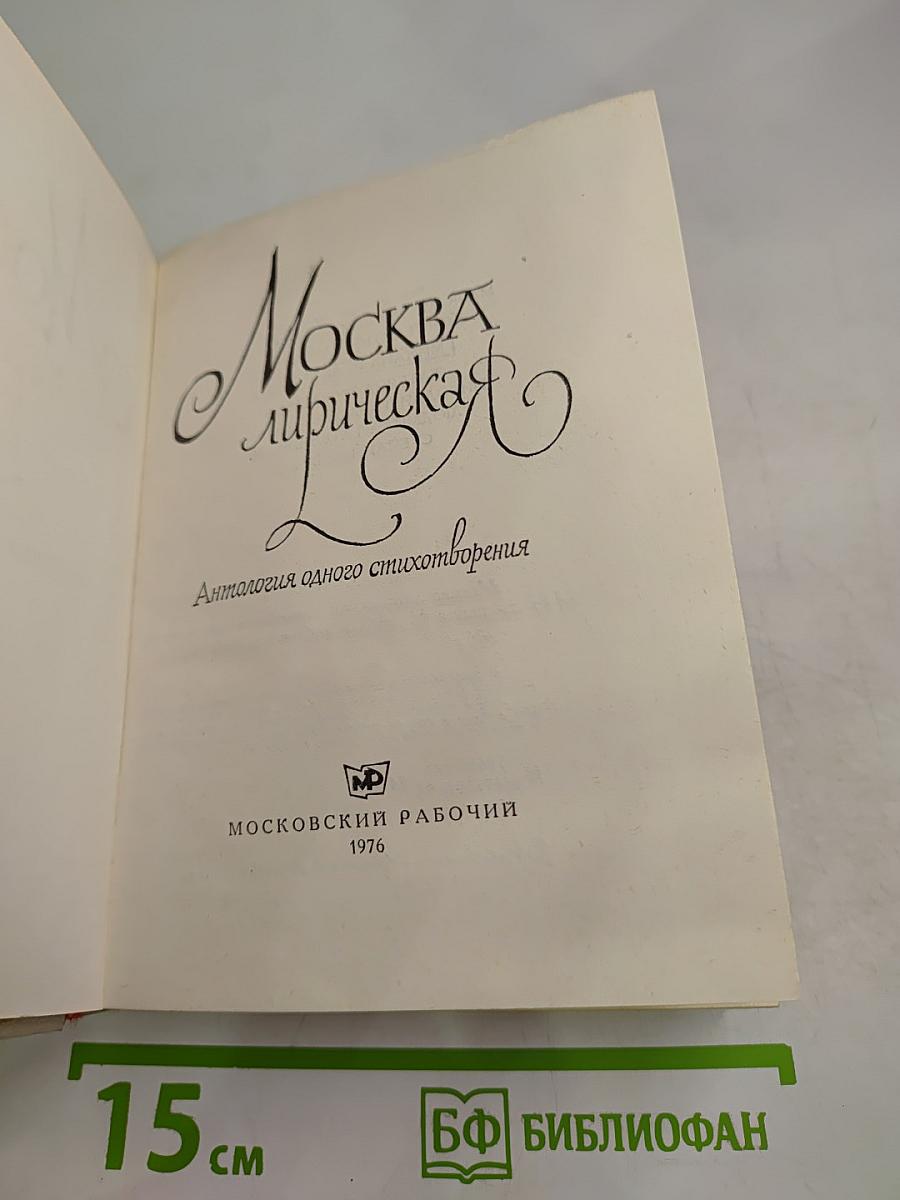 Москва
лирическая
Антология одного стихотворения
МР
МОСКОВСКИЙ РАБОЧИЙ
1976
15 см
БФ БИБЛИОФАН